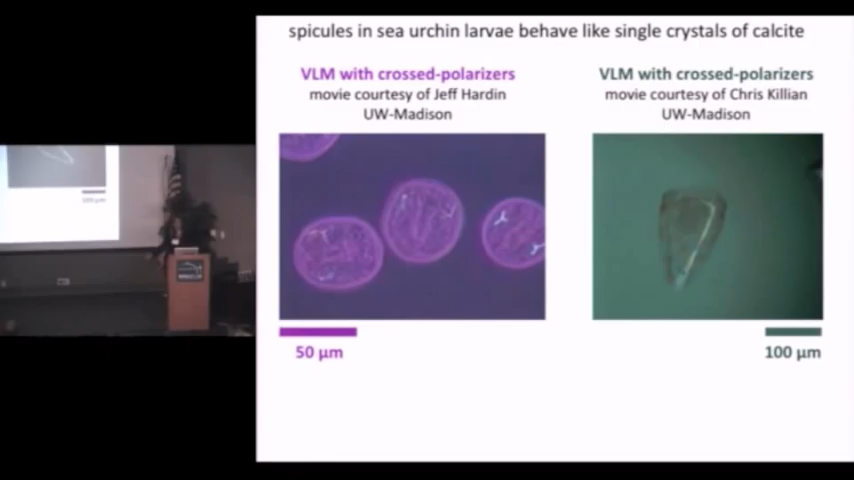 spicules in sea urchin larvae behave like single crystals of calcite
VLM with crossed-polarizers
movie courtesy of Jeff Hardin
UW-Madison
VLM with crossed-polarizers
movie courtesy of Chris Killian
UW-Madison
50 µm
100 µm